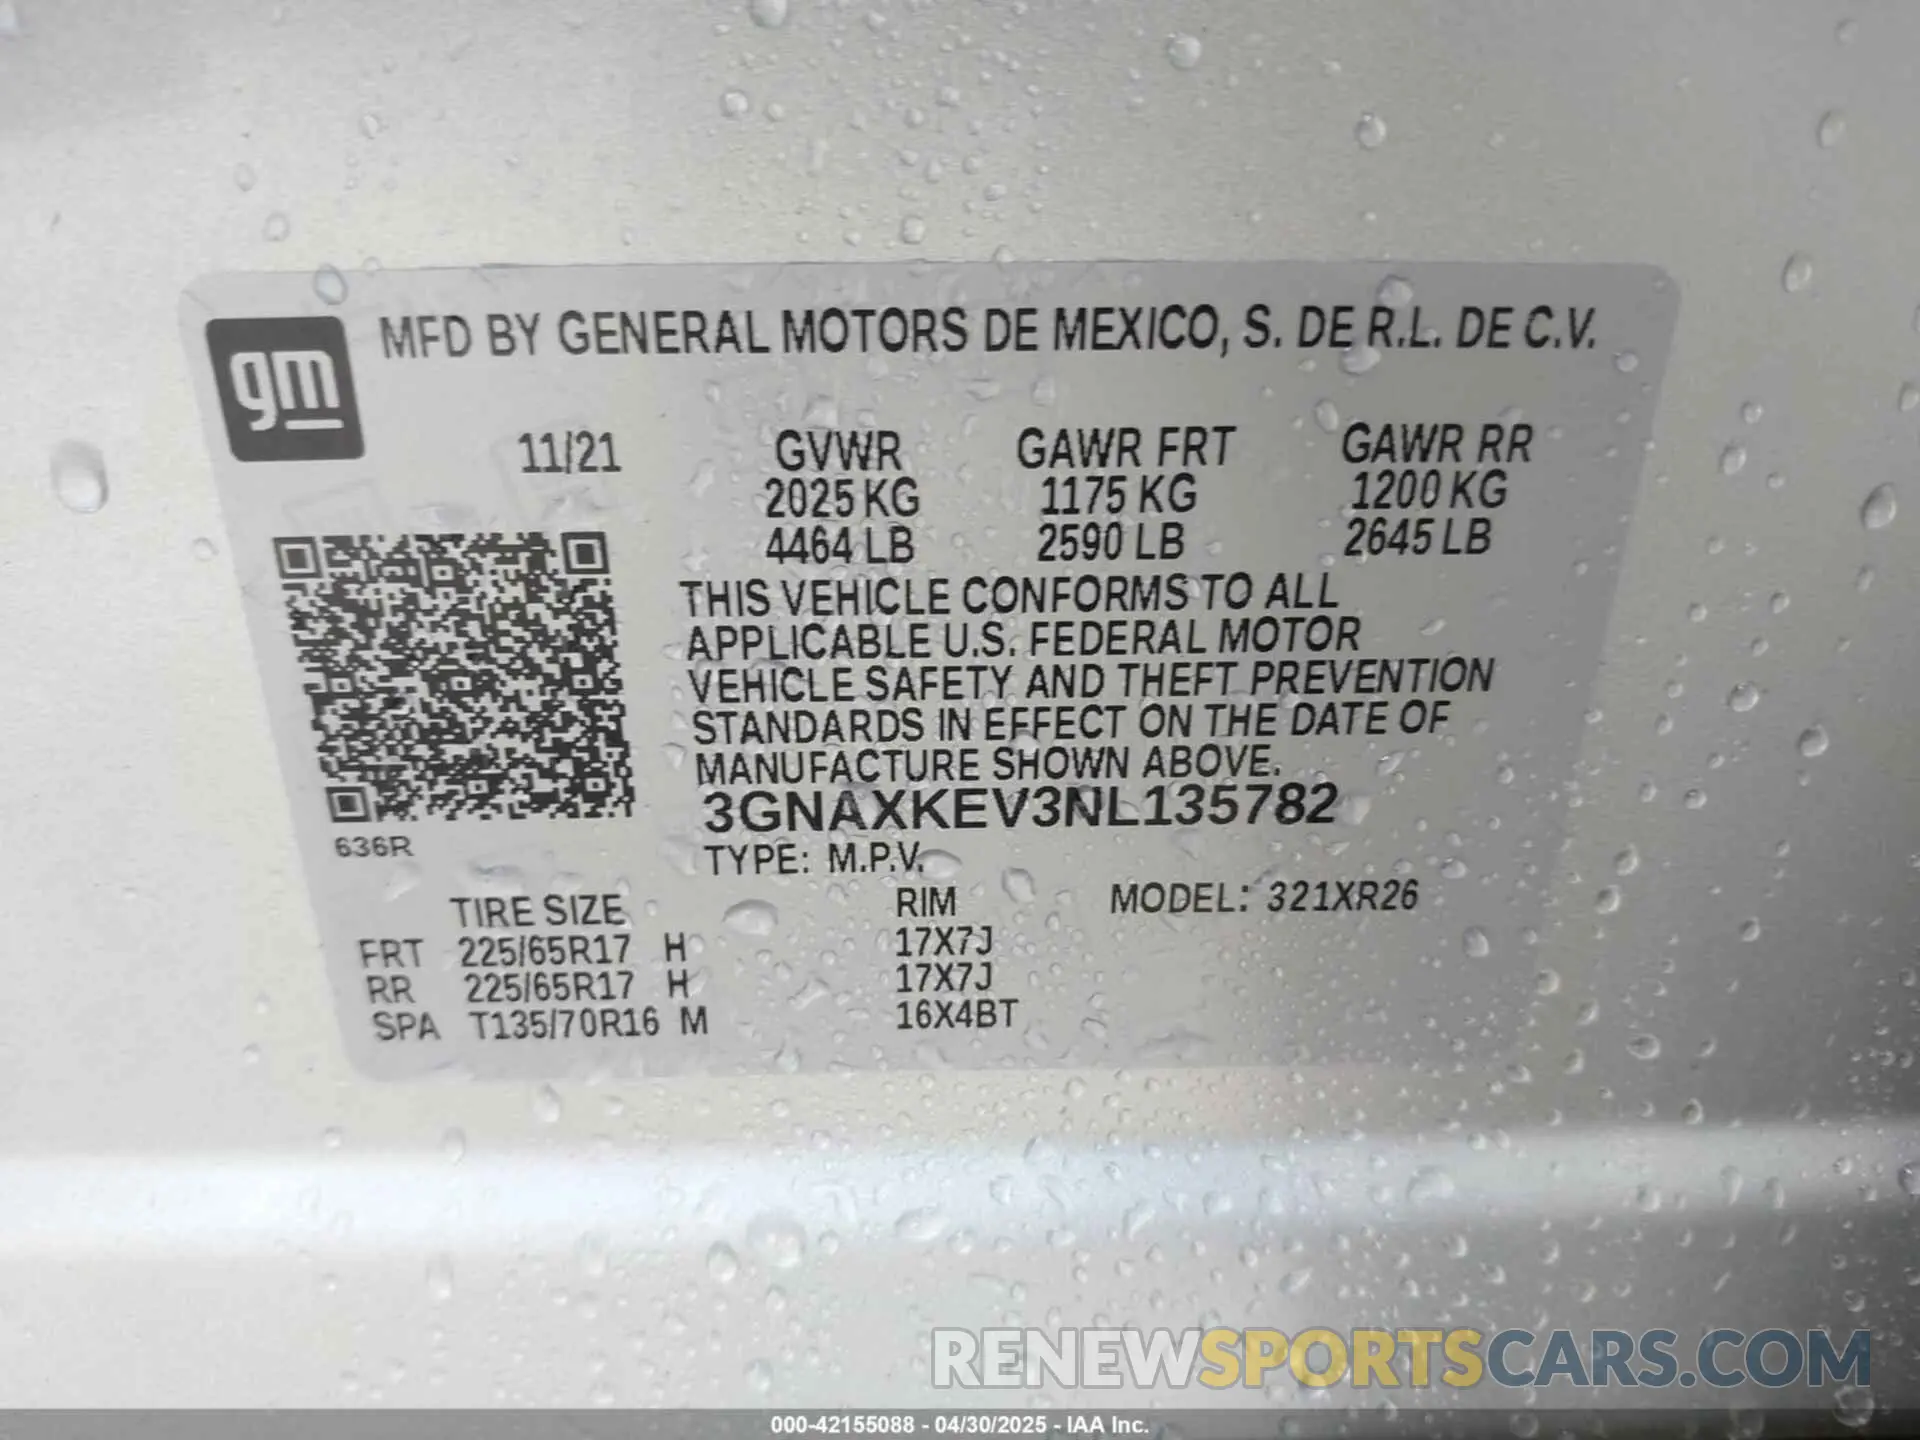 gm
MFD BY GENERAL MOTORS DE MEXICO, S. DE R.L. DE C.V.
11/21 GVWR GAWR FRT GAWR RR
2025 KG 1175 KG 1200 KG
4464 LB 2590 LB 2645 LB
THIS VEHICLE CONFORMS TO ALL
APPLICABLE U.S. FEDERAL MOTOR
VEHICLE SAFETY AND THEFT PREVENTION
STANDARDS IN EFFECT ON THE DATE OF
MANUFACTURE SHOWN ABOVE.
3GNAXKEV3NL135782
636R
TYPE: M.P.V.
TIRE SIZE RIM MODEL: 321XR26
FRT 225/65R17 H 17X7J
RR 225/65R17 H 17X7J
SPA T135/70R16 M 16X4BT
RENEWSPORTSCARS.COM
000-42155088 - 04/30/2025 - IAA Inc.